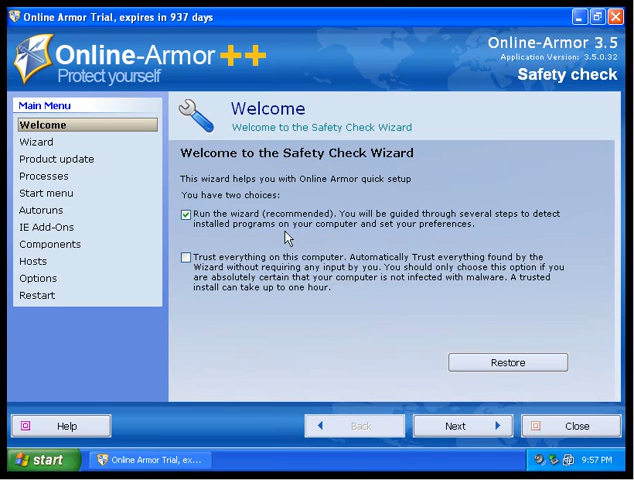 Online Armor Trial, expires in 937 days
Online-Armor ++
Protect yourself
Online-Armor 3.5
Application Version: 3.5.0.32
Safety check
Main Menu
Welcome
Wizard
Product update
Processes
Start menu
Autoruns
IE Add-Ons
Components
Hosts
Options
Restart
Welcome
Welcome to the Safety Check Wizard
Welcome to the Safety Check Wizard
This wizard helps you with Online Armor quick setup
You have two choices:
Run the wizard (recommended). You will be guided through several steps to detect
installed programs on your computer and set your preferences.
Trust everything on this computer. Automatically Trust everything found by the
Wizard without requiring any input by you. You should only choose this option if you
are absolutely certain that your computer is not infected with malware. A trusted
install can take up to one hour.
Restore
Help
Back
Next
Close
start
Online Armor Trial, ex...
9:57 PM